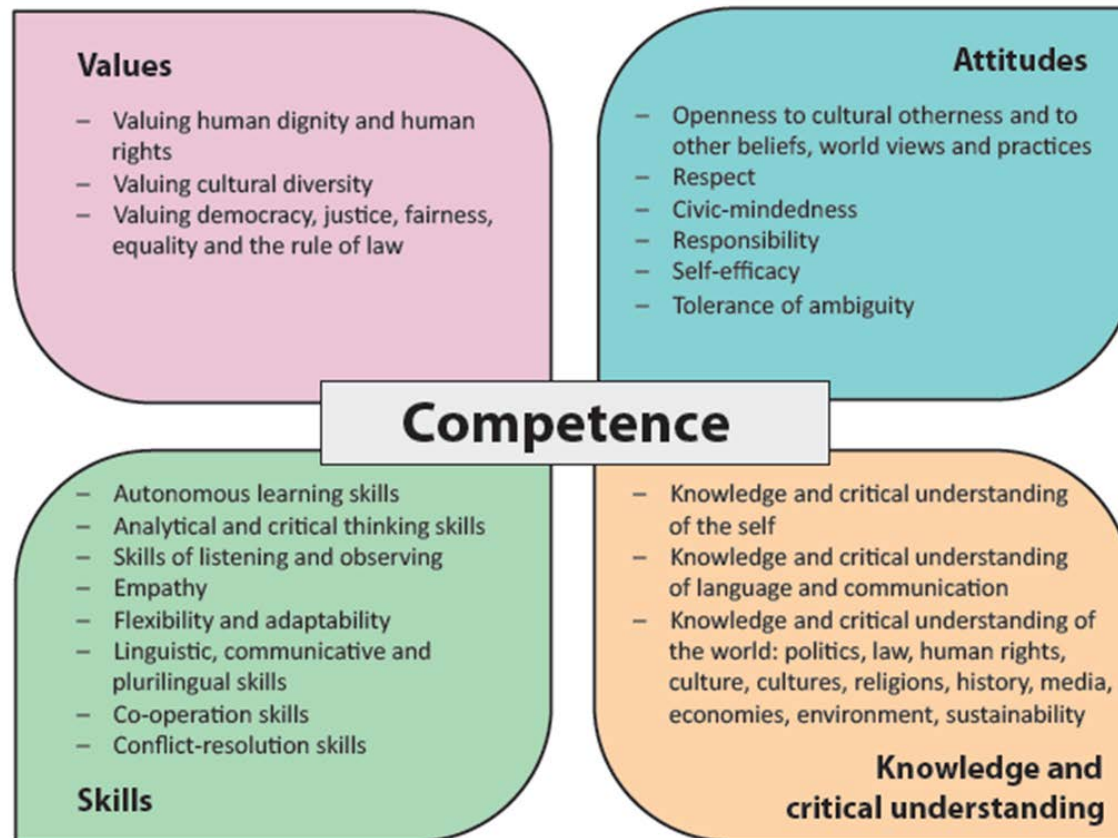 Values
– Valuing human dignity and human
rights
– Valuing cultural diversity
– Valuing democracy, justice, fairness,
equality and the rule of law
Attitudes
– Openness to cultural otherness and to
other beliefs, world views and practices
– Respect
– Civic-mindedness
– Responsibility
– Self-efficacy
– Tolerance of ambiguity
Competence
– Autonomous learning skills
– Analytical and critical thinking skills
– Skills of listening and observing
– Empathy
– Flexibility and adaptability
– Linguistic, communicative and
plurilingual skills
– Co-operation skills
– Conflict-resolution skills
Skills
– Knowledge and critical understanding
of the self
– Knowledge and critical understanding
of language and communication
– Knowledge and critical understanding of
the world: politics, law, human rights,
culture, cultures, religions, history, media,
economies, environment, sustainability
Knowledge and
critical understanding